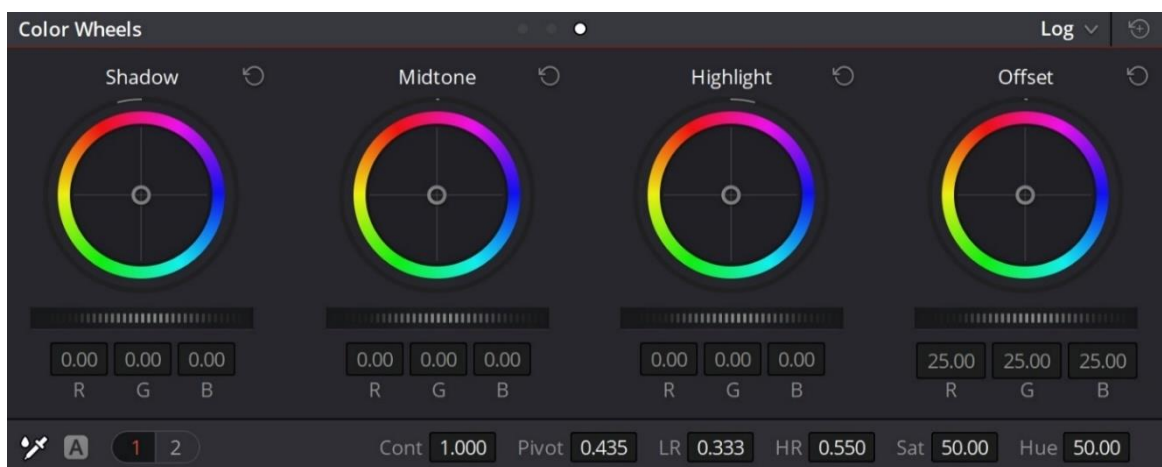 Color Wheels Log
Shadow Midtone Highlight Offset
0.00 0.00 0.00 0.00 0.00 0.00 0.00 0.00 0.00 25.00 25.00 25.00
R G B R G B R G B R G B
A 1 2 Cont 1.000 Pivot 0.435 LR 0.333 HR 0.550 Sat 50.00 Hue 50.00